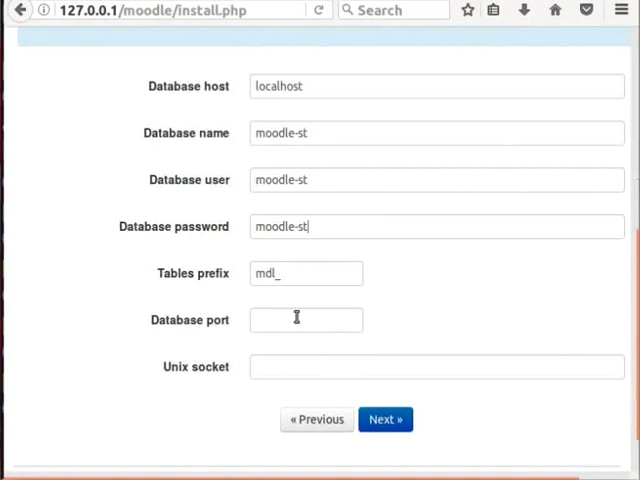 127.0.0.1/moodle/install.php Search
Database host localhost
Database name moodle-st
Database user moodle-st
Database password moodle-st
Tables prefix mdl_
Database port
Unix socket
« Previous Next »